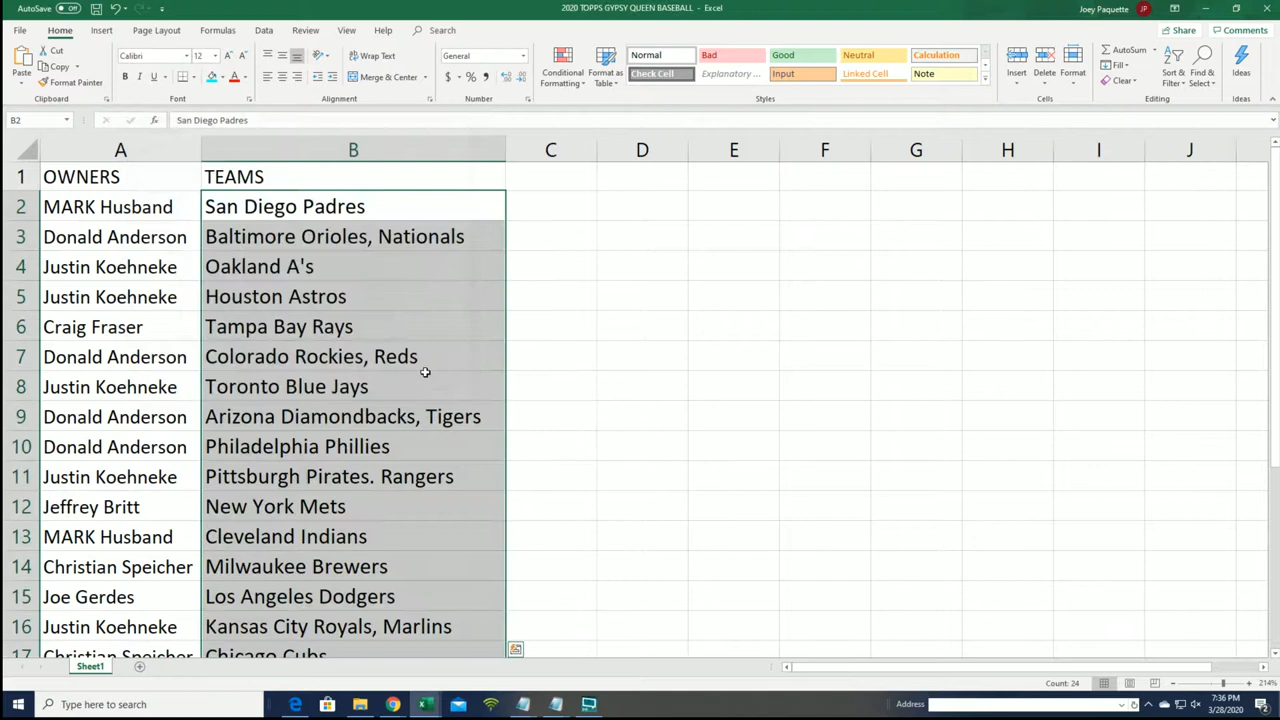 AutoSave Off 2020 TOPPS GYPSY QUEEN BASEBALL - Excel Joey Paquette JP
File Home Insert Page Layout Formulas Data Review View Help Search Share Comments
Paste Cut Copy Format Painter Clipboard
Calibri 12 B I U A A A Font
Wrap Text Merge & Center Alignment
General $ % Number
Conditional Formatting Format as Table
Normal Bad Good Neutral Calculation
Check Cell Explanatory ... Input Linked Cell Note
Styles
Insert Delete Format Cells
AutoSum Fill Clear Sort & Filter Find & Select Editing
Ideas Ideas
B2 fx San Diego Padres
A B C D E F G H I J
1 OWNERS TEAMS
2 MARK Husband San Diego Padres
3 Donald Anderson Baltimore Orioles, Nationals
4 Justin Koehneke Oakland A's
5 Justin Koehneke Houston Astros
6 Craig Fraser Tampa Bay Rays
7 Donald Anderson Colorado Rockies, Reds
8 Justin Koehneke Toronto Blue Jays
9 Donald Anderson Arizona Diamondbacks, Tigers
10 Donald Anderson Philadelphia Phillies
11 Justin Koehneke Pittsburgh Pirates. Rangers
12 Jeffrey Britt New York Mets
13 MARK Husband Cleveland Indians
14 Christian Speicher Milwaukee Brewers
15 Joe Gerdes Los Angeles Dodgers
16 Justin Koehneke Kansas City Royals, Marlins
17 Christian Speicher Chicago Cubs
Sheet1
Count: 24 214%
Type here to search Address 7:36 PM
3/28/2020